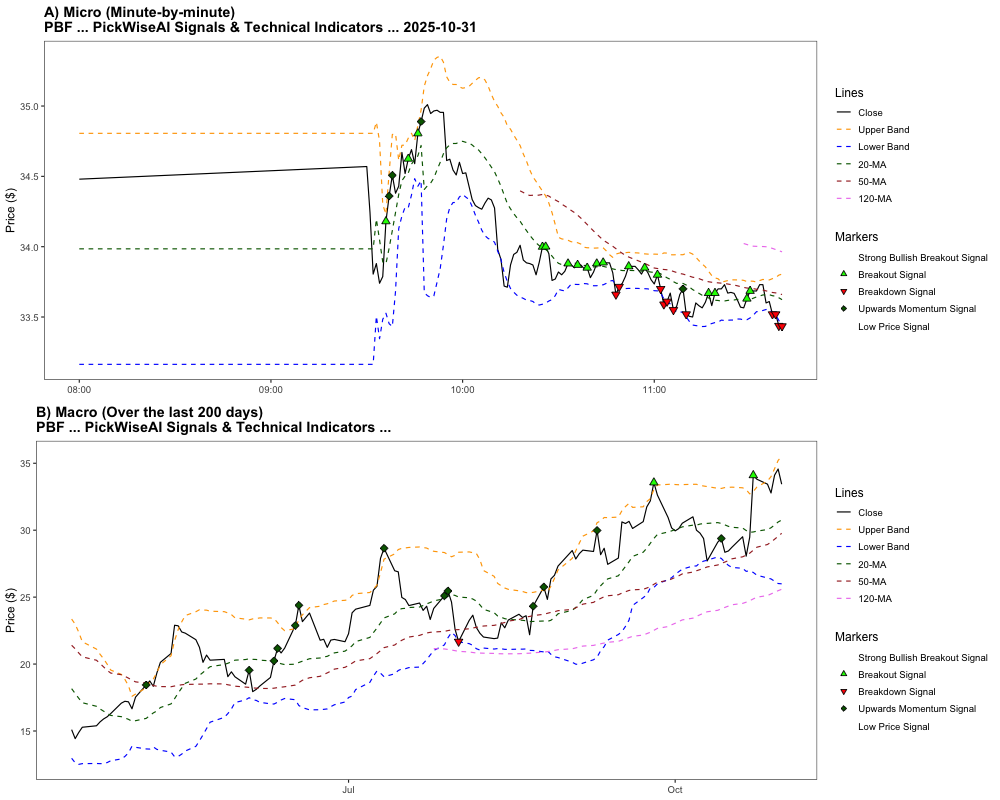 A) Micro (Minute-by-minute)
PBF ... PickWiseAI Signals & Technical Indicators ... 2025-10-31
Price ($)
35.0
34.5
34.0
33.5
08:00
09:00
10:00
11:00
Lines
Close
Upper Band
Lower Band
20-MA
50-MA
120-MA
Markers
Strong Bullish Breakout Signal
Breakout Signal
Breakdown Signal
Upwards Momentum Signal
Low Price Signal
B) Macro (Over the last 200 days)
PBF ... PickWiseAI Signals & Technical Indicators ...
Price ($)
35
30
25
20
15
Jul
Oct
Lines
Close
Upper Band
Lower Band
20-MA
50-MA
120-MA
Markers
Strong Bullish Breakout Signal
Breakout Signal
Breakdown Signal
Upwards Momentum Signal
Low Price Signal